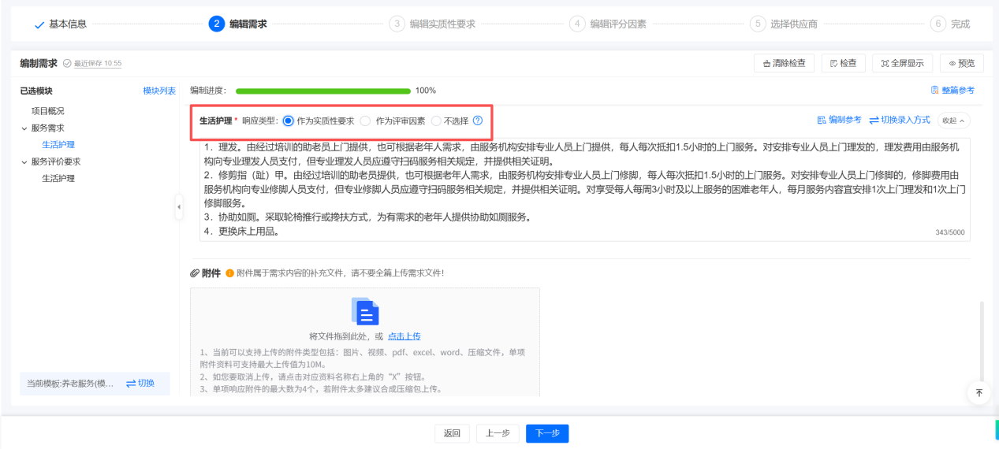 基本信息
2 编辑需求
3 编辑实质性要求
4 编辑评分因素
5 选择供应商
6 完成
编制需求 最近保存 10:55
清除检查 检查 全屏显示 预览
已选模块 模块列表
项目概况
服务需求
生活护理
服务评价要求
生活护理
当前模板:养老服务(模... 切换
编制进度: 100%
整篇参考
生活护理 * 响应类型: 作为实质性要求 作为评审因素 不选择 ?
编制参考 切换录入方式 收起
1．理发。由经过培训的助老员上门提供，也可根据老年人需求，由服务机构安排专业人员上门提供，每人每次抵扣1.5小时的上门服务。对安排专业人员上门理发的，理发费用由服务机
构向专业理发人员支付，但专业理发人员应遵守扫码服务相关规定，并提供相关证明。
2．修剪指（趾）甲。由经过培训的助老员提供，也可根据老年人需求，由服务机构安排专业人员上门修脚，每人每次抵扣1.5小时的上门服务。对安排专业人员上门修脚的，修脚费用由
服务机构向专业修脚人员支付，但专业修脚人员应遵守扫码服务相关规定，并提供相关证明。对享受每人每周3小时及以上服务的困难老年人，每月服务内容宜安排1次上门理发和1次上门
修脚服务。
3．协助如厕。采取轮椅推行或搀扶方式，为有需求的老年人提供协助如厕服务。
4．更换床上用品。
343/5000
附件 附件属于需求内容的补充文件，请不要全篇上传需求文件!
将文件拖到此处，或 点击上传
1、当前可以支持上传的附件类型包括：图片、视频、pdf、excel、word、压缩文件，单项
附件资料可支持最大上传值为10M。
2、如您要取消上传，请点击对应资料名称右上角的“X”按钮。
3、单项响应附件的最大数为4个，若附件太多建议合成压缩包上传。
返回 上一步 下一步